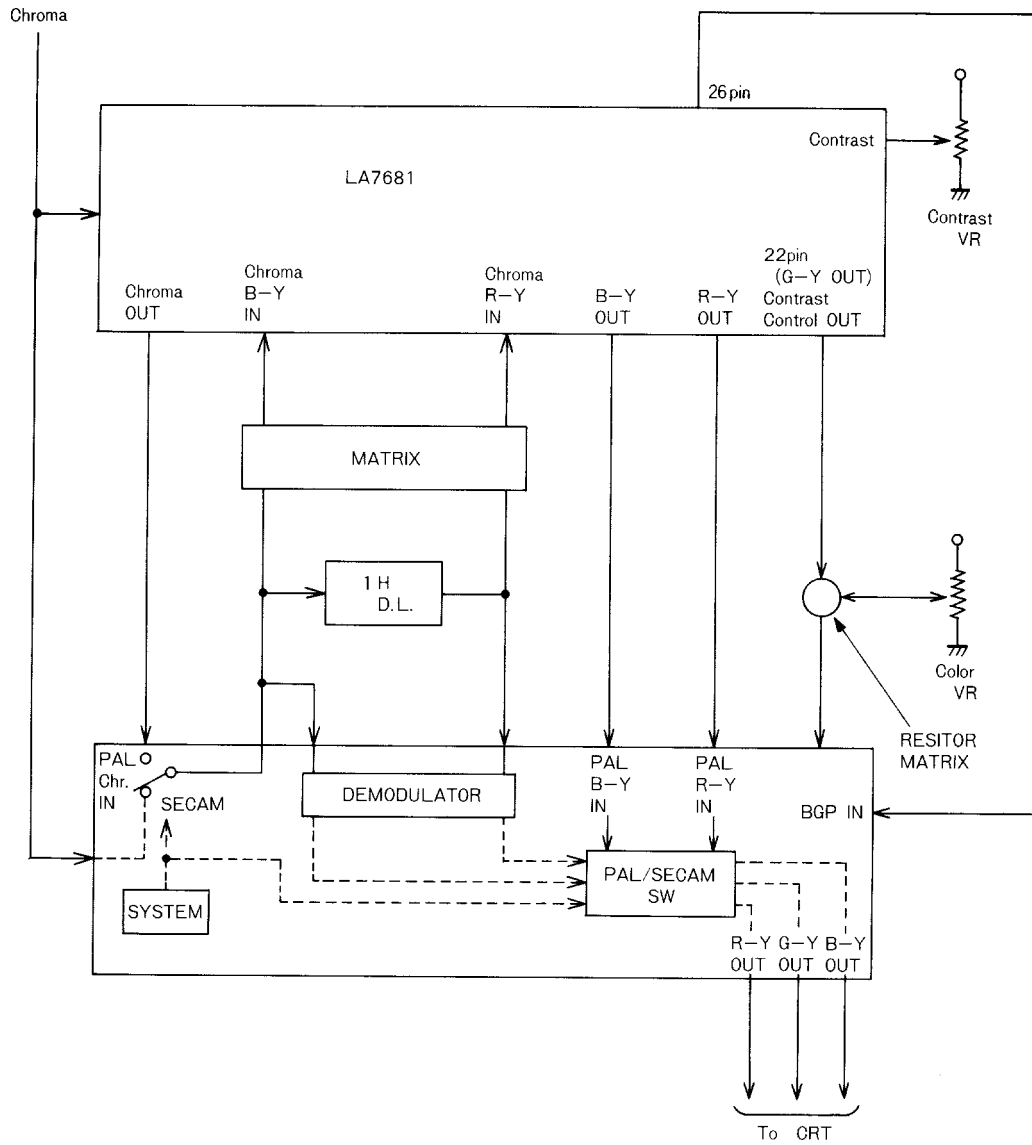 Chroma
26 pin
Contrast
LA7681
Contrast
VR
22pin
(G-Y OUT)
Contrast
Control OUT
Chroma
OUT
Chroma
B-Y
IN
Chroma
R-Y
IN
B-Y
OUT
R-Y
OUT
MATRIX
1 H
D.L.
Color
VR
RESITOR
MATRIX
PAL
Chr.
IN
SECAM
DEMODULATOR
PAL
B-Y
IN
PAL
R-Y
IN
BGP IN
PAL/SECAM
SW
SYSTEM
R-Y
OUT
G-Y
OUT
B-Y
OUT
To CRT